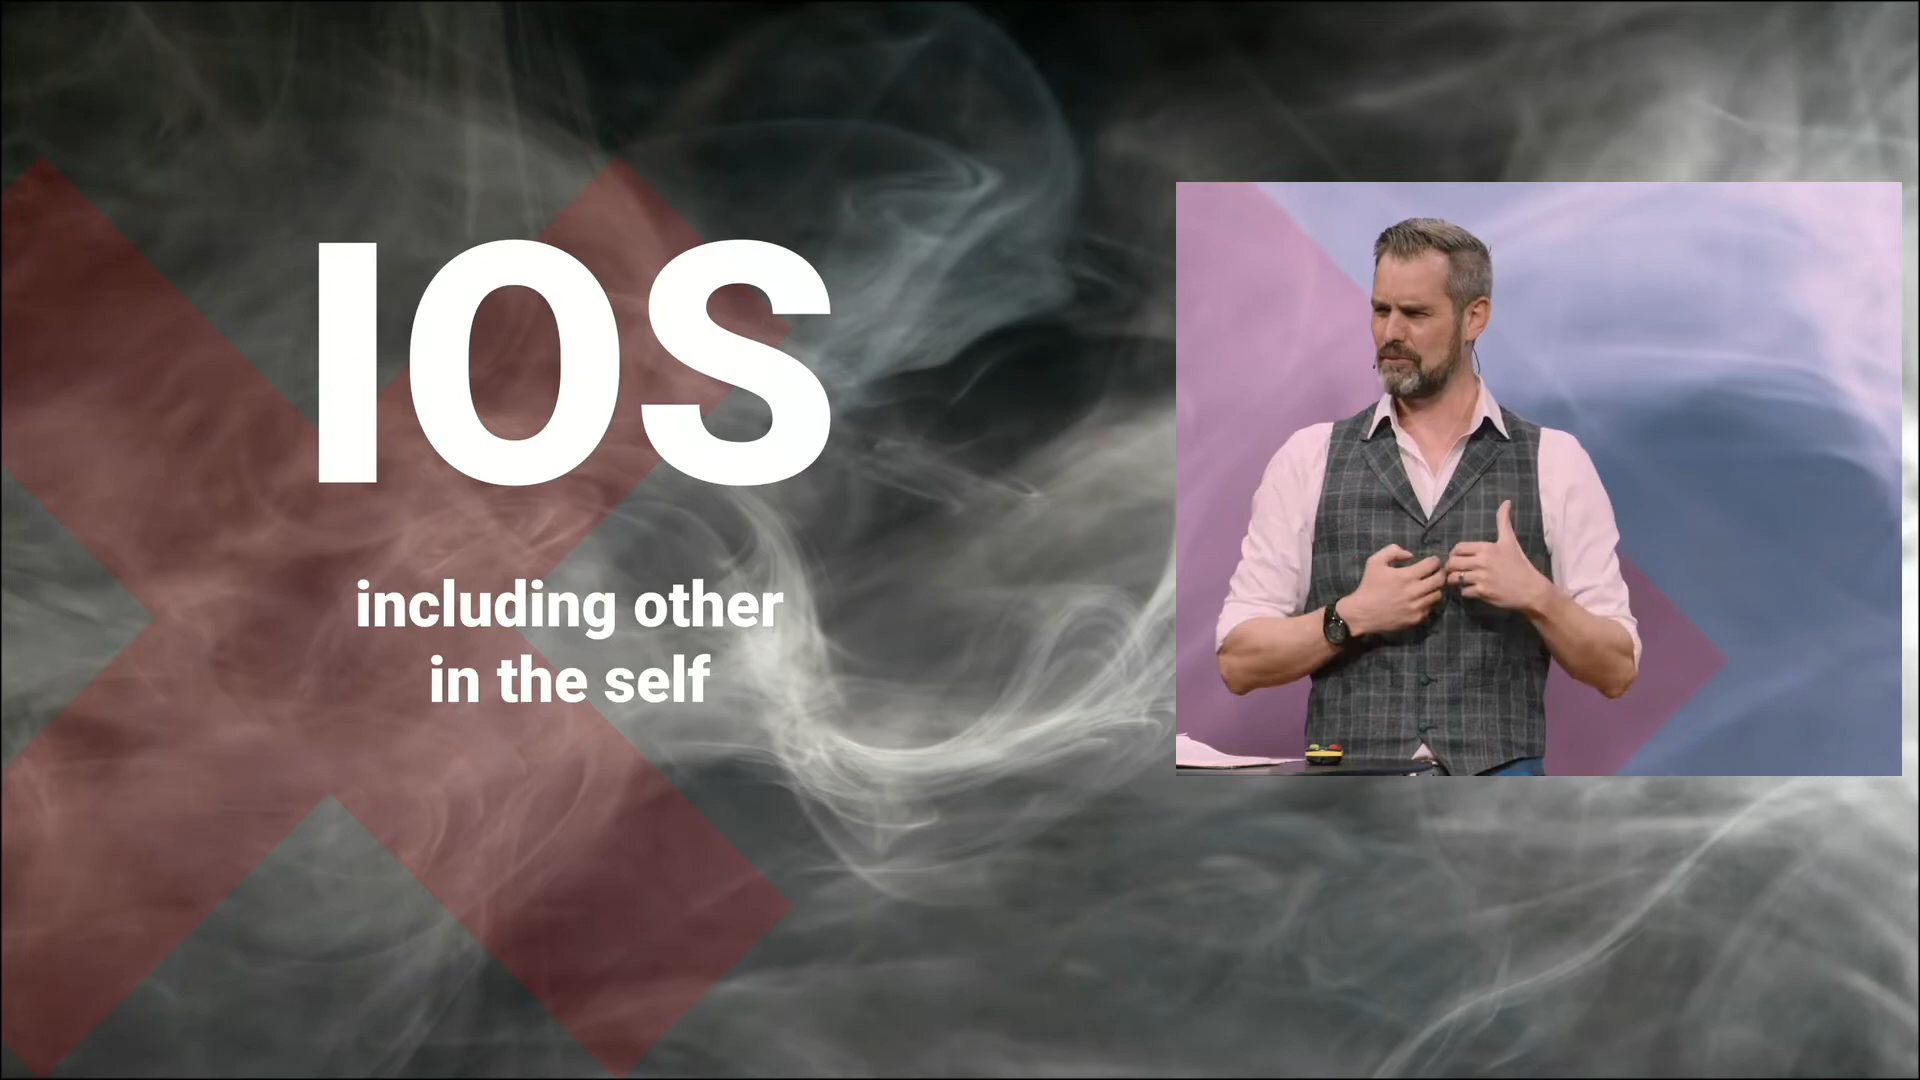 IOS
including other
in the self